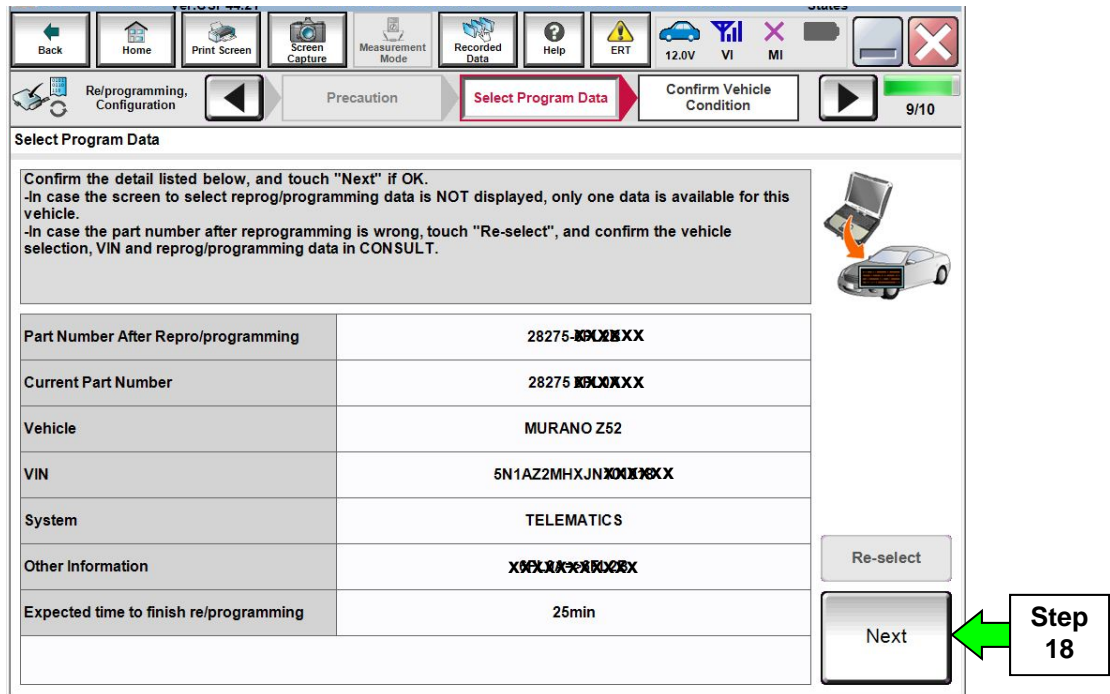 Back
Home
Print Screen
Screen
Capture
Measurement
Mode
Recorded
Data
Help
ERT
12.0V
VI
MI
Re/programming,
Configuration
Precaution
Select Program Data
Confirm Vehicle
Condition
9/10
Select Program Data
Confirm the detail listed below, and touch "Next" if OK.
-In case the screen to select reprog/programming data is NOT displayed, only one data is available for this
vehicle.
-In case the part number after reprogramming is wrong, touch "Re-select", and confirm the vehicle
selection, VIN and reprog/programming data in CONSULT.
Part Number After Repro/programming
28275-
Current Part Number
28275
Vehicle
MURANO Z52
VIN
5N1AZ2MHXJN
System
TELEMATICS
Other Information
Expected time to finish re/programming
25min
Re-select
Next
Step
18